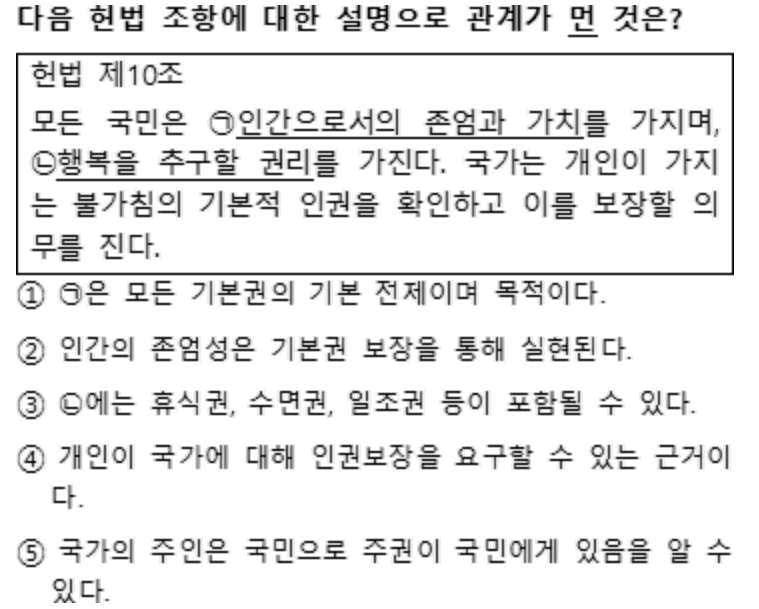 다음 헌법 조항에 대한 설명으로 관계가 먼 것은?
헌법 제10조
모든 국민은 ㉠인간으로서의 존엄과 가치를 가지며,
㉡행복을 추구할 권리를 가진다. 국가는 개인이 가지
는 불가침의 기본적 인권을 확인하고 이를 보장할 의
무를 진다.
① ㉠은 모든 기본권의 기본 전제이며 목적이다.
② 인간의 존엄성은 기본권 보장을 통해 실현된다.
③ ㉡에는 휴식권, 수면권, 일조권 등이 포함될 수 있다.
④ 개인이 국가에 대해 인권보장을 요구할 수 있는 근거이
다.
⑤ 국가의 주인은 국민으로 주권이 국민에게 있음을 알 수
있다.